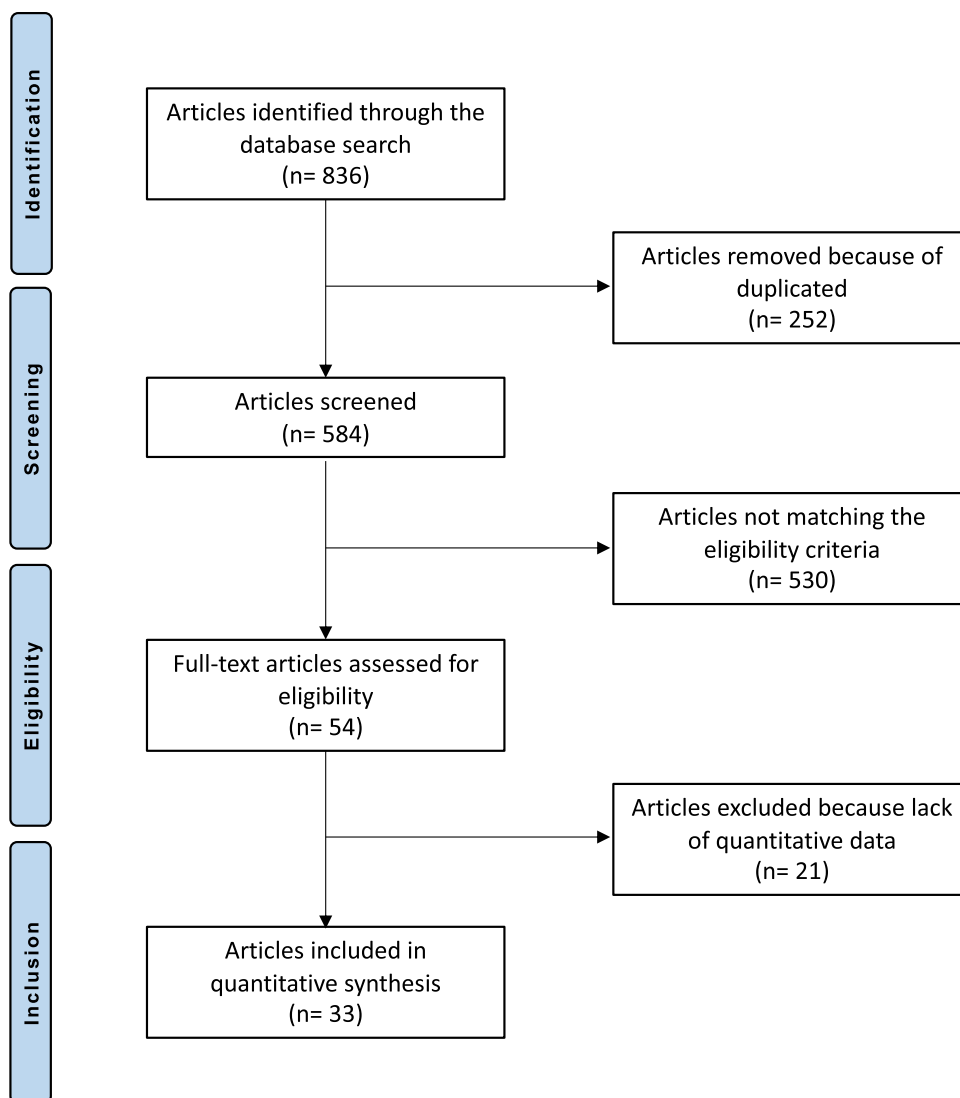 Identification
Articles identified through the
database search
(n= 836)
Articles removed because of
duplicated
(n= 252)
Screening
Articles screened
(n= 584)
Articles not matching the
eligibility criteria
(n= 530)
Eligibility
Full-text articles assessed for
eligibility
(n= 54)
Articles excluded because lack
of quantitative data
(n= 21)
Inclusion
Articles included in
quantitative synthesis
(n= 33)